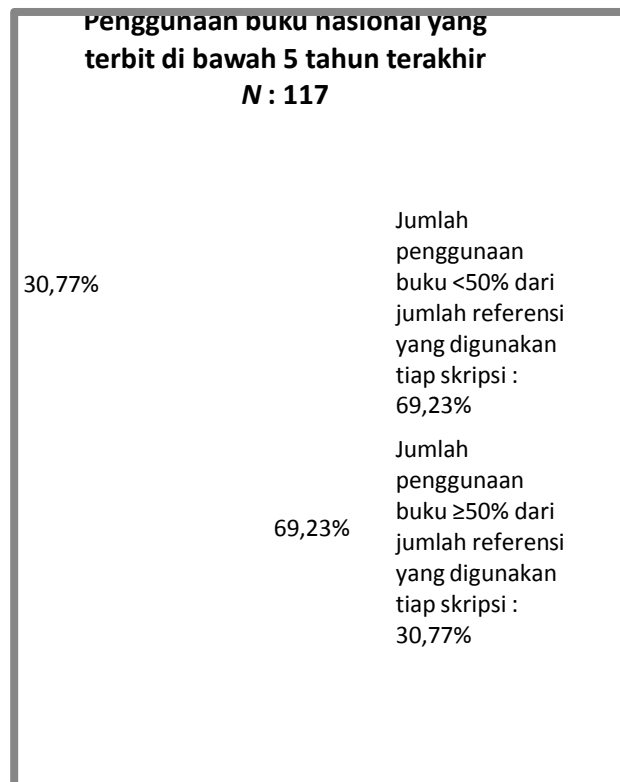 Penggunaan buku nasional yang
terbit di bawah 5 tahun terakhir
N : 117
30,77%
Jumlah
penggunaan
buku <50% dari
jumlah referensi
yang digunakan
tiap skripsi :
69,23%
69,23%
Jumlah
penggunaan
buku ≥50% dari
jumlah referensi
yang digunakan
tiap skripsi :
30,77%